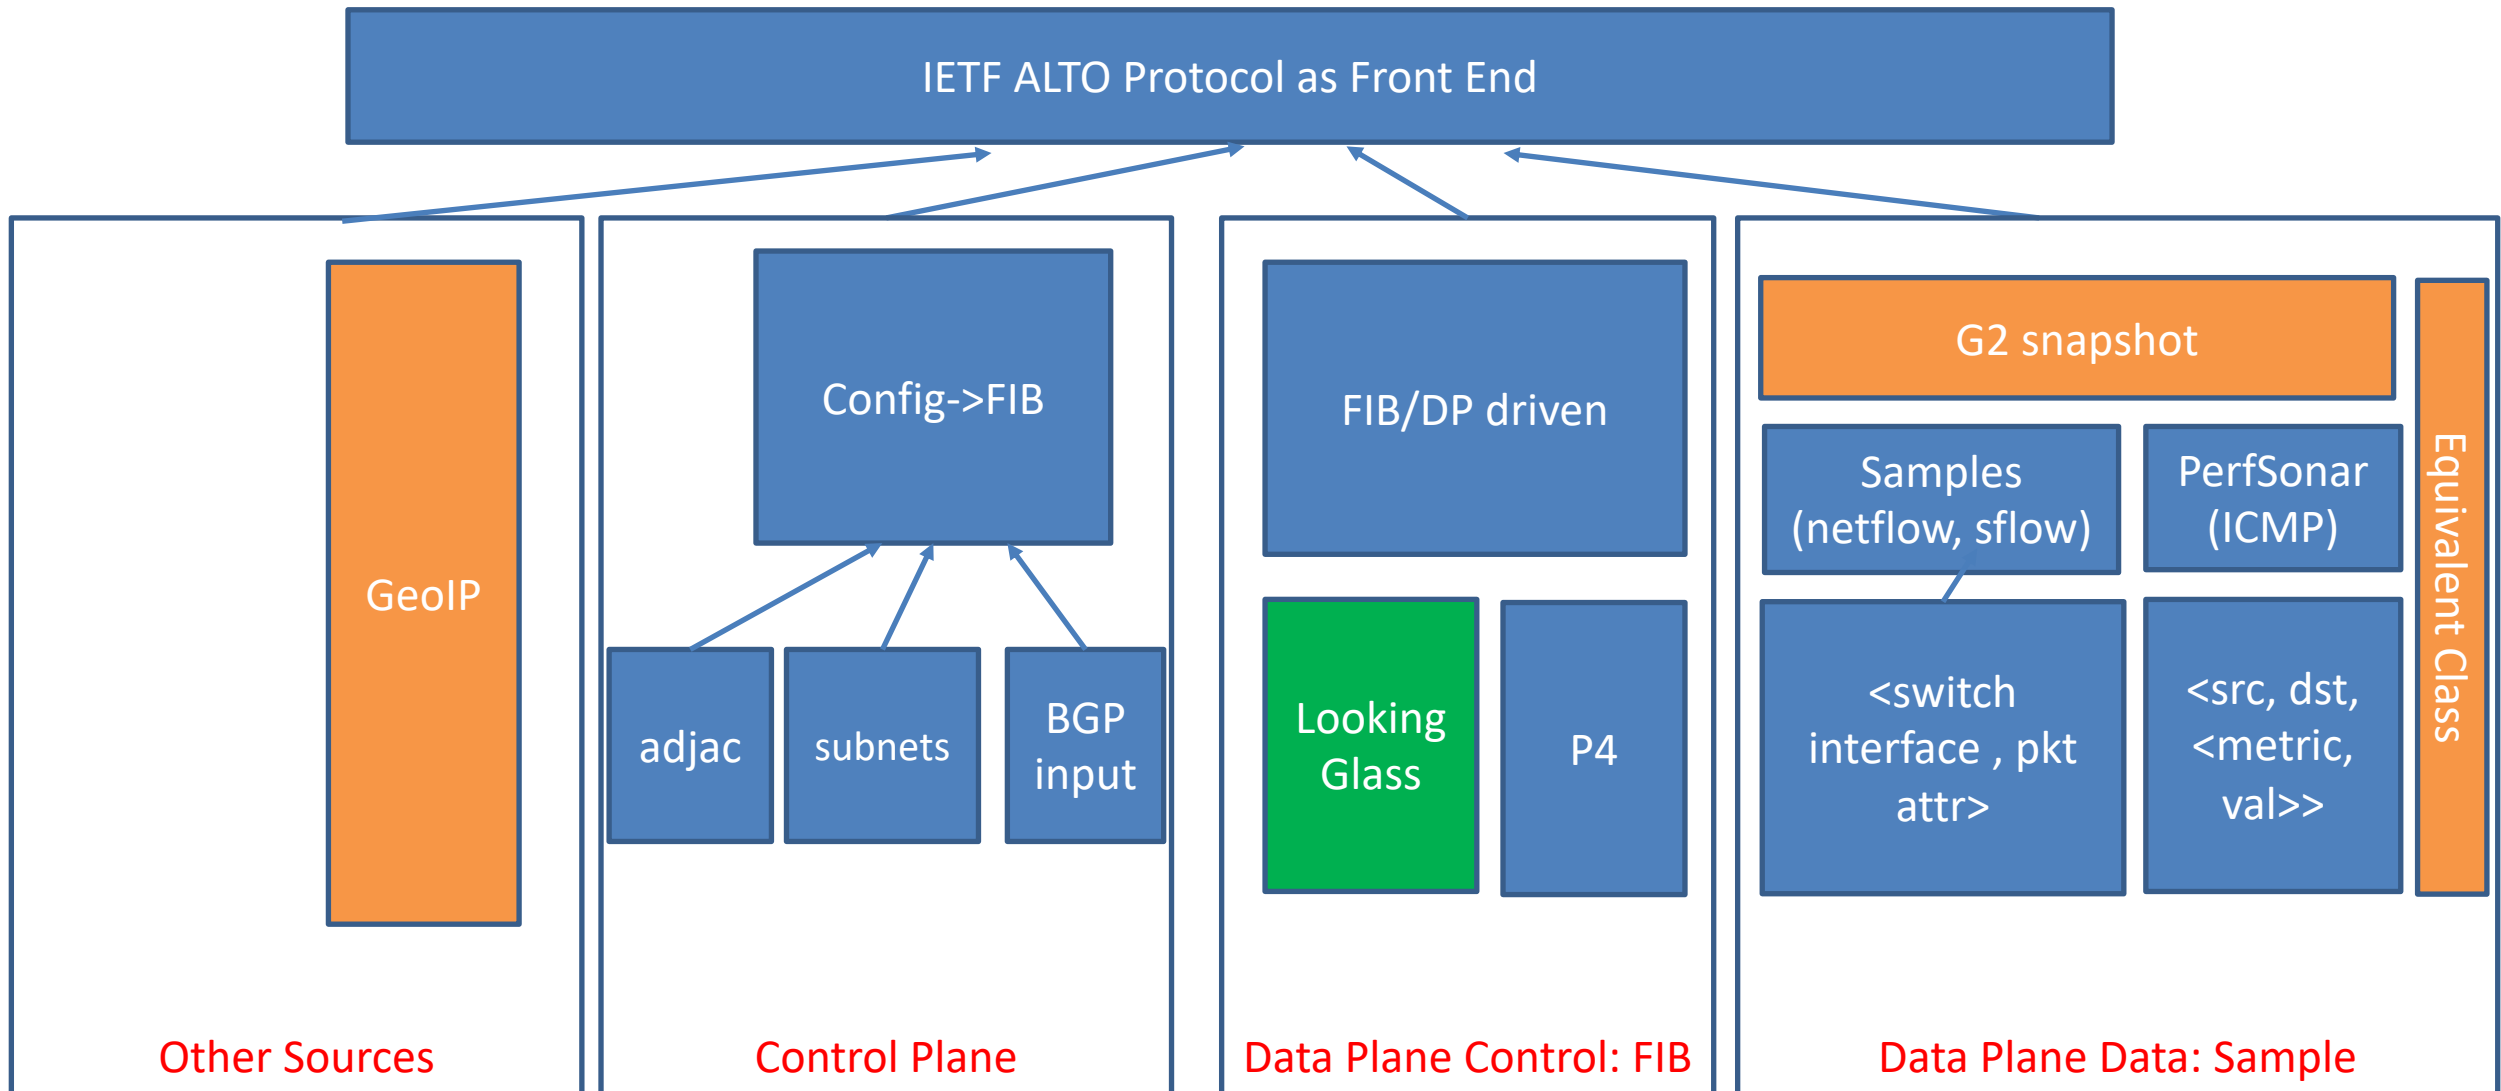 IETF ALTO Protocol as Front End
GeoIP
Other Sources
Config->FIB
adjac
subnets
BGP
input
Control Plane
FIB/DP driven
Looking
Glass
P4
Data Plane Control: FIB
G2 snapshot
Samples
(netflow, sflow)
PerfSonar
(ICMP)
<switch
interface , pkt
attr>
<src, dst,
<metric,
val>>
Equivalent Class
Data Plane Data: Sample